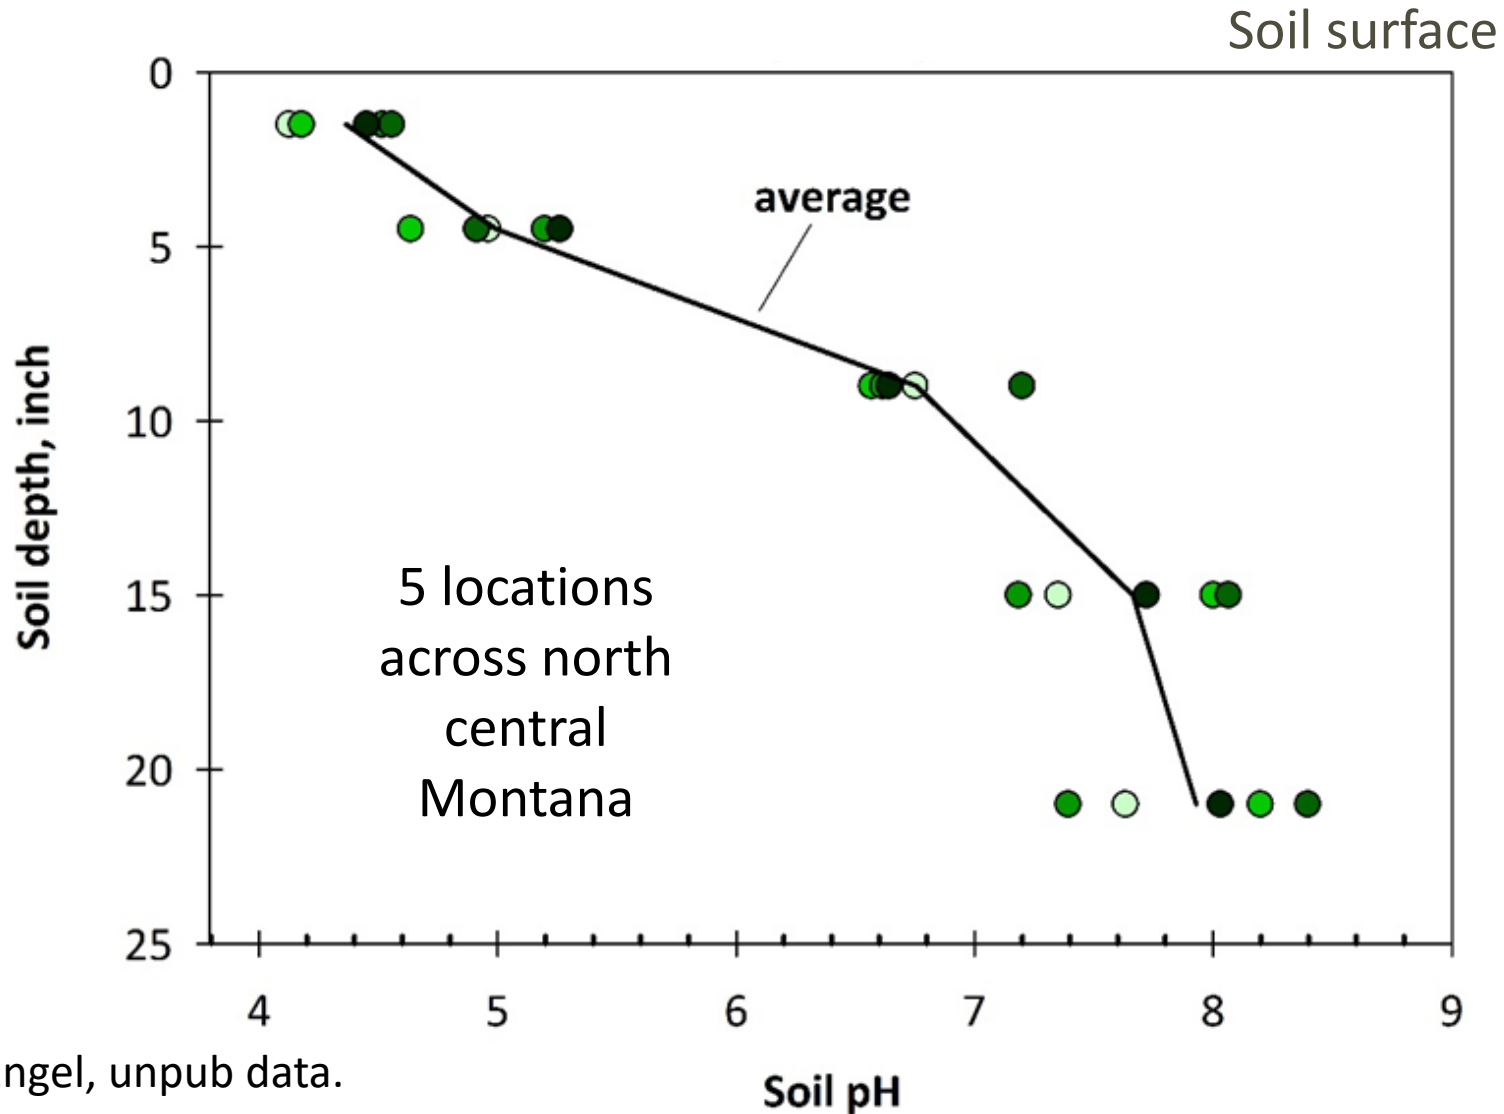 Soil surface
0
average
5
Soil depth, inch
10
5 locations
15
across north
central
20
Montana
25
4 5 6 7 8 9
unpub data.
Soil pH